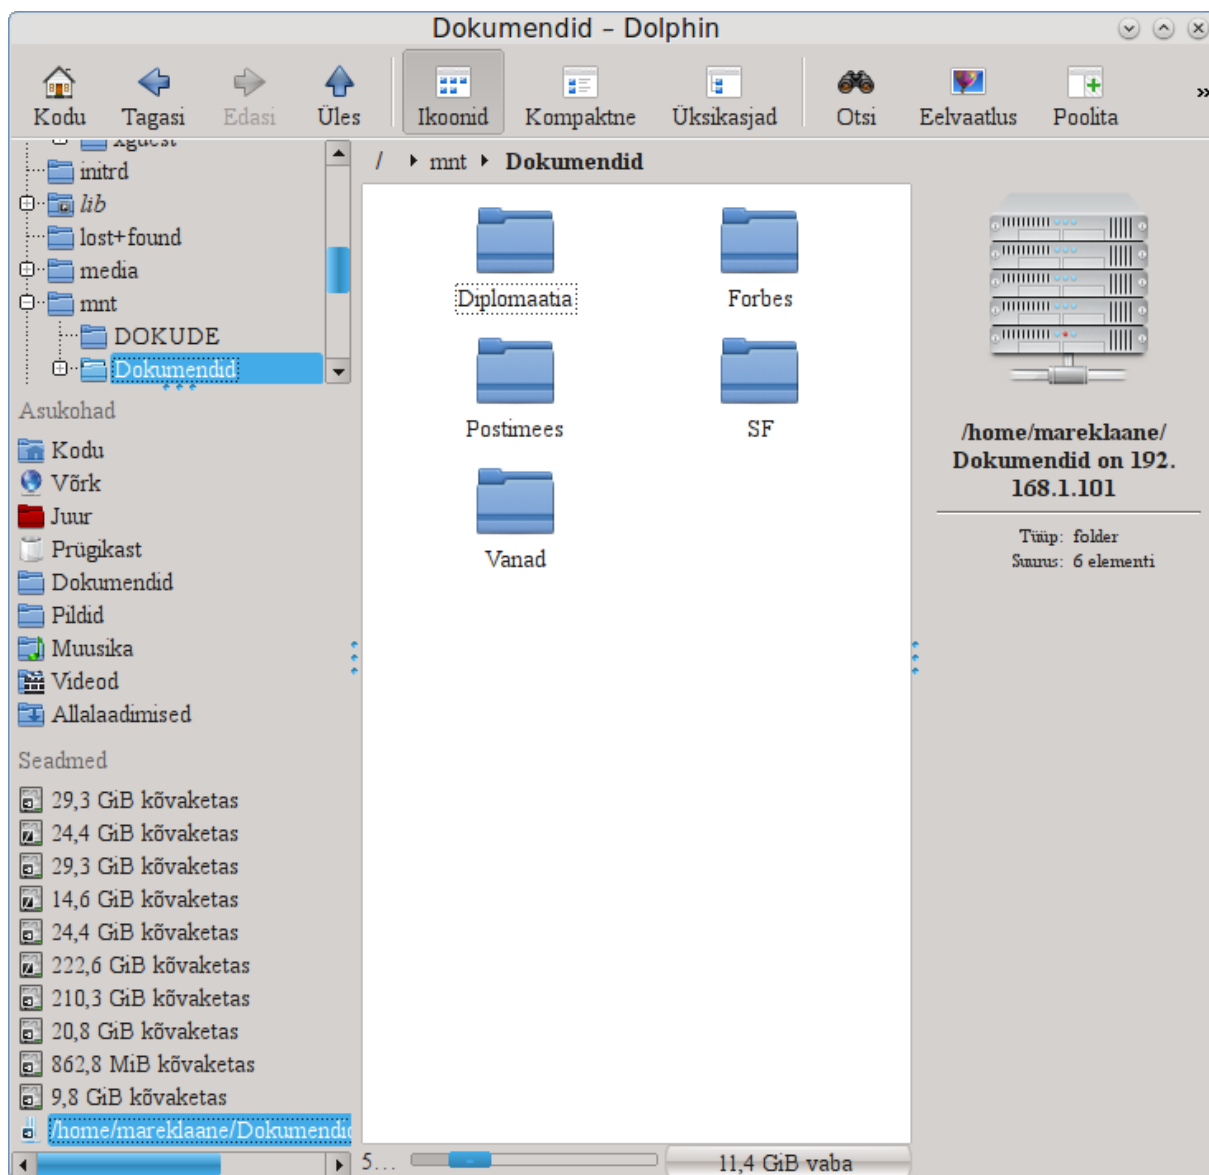 Dokumendid – Dolphin
Kodu Tagasi Edasi Üles Ikoonid Kompaktne Üksikasjad Otsi Eelvaatlus Poolita »
xguest
initrd
lib
lost+found
media
mnt
DOKUDE
Dokumendid
Asukohad
Kodu
Võrk
Juur
Prügikast
Dokumendid
Pildid
Muusika
Videod
Allalaadimised
Seadmed
29,3 GiB kõvaketas
24,4 GiB kõvaketas
29,3 GiB kõvaketas
14,6 GiB kõvaketas
24,4 GiB kõvaketas
222,6 GiB kõvaketas
210,3 GiB kõvaketas
20,8 GiB kõvaketas
862,8 MiB kõvaketas
9,8 GiB kõvaketas
/home/mareklaane/Dokumendid
/ mnt Dokumendid
Diplomaatia Forbes
Postimees SF
Vanad
5... 11,4 GiB vaba
/home/mareklaane/
Dokumendid on 192.
168.1.101
Tüüp: folder
Suurus: 6 elementi